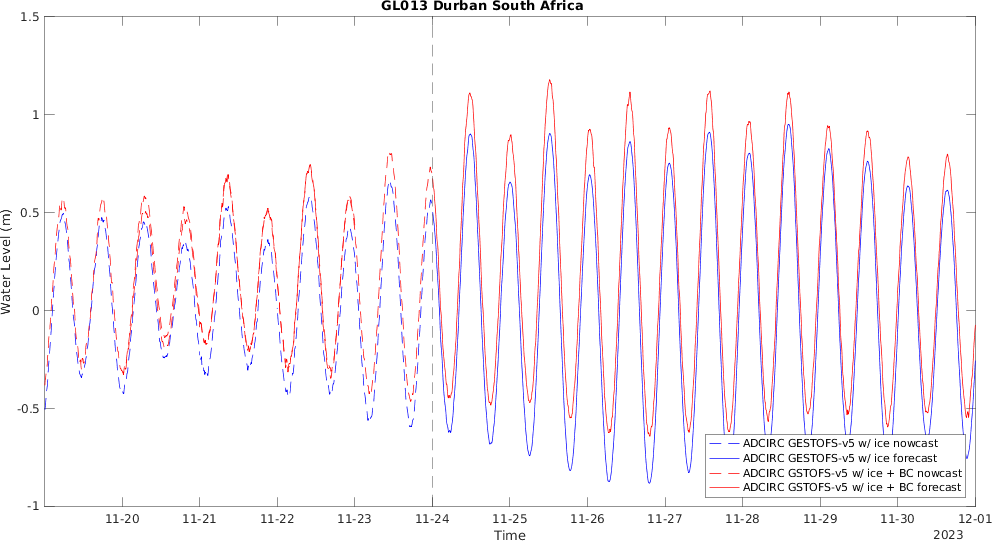 GL013 Durban South Africa
1.5
1
0.5
0
-0.5
-1
Water Level (m)
11-20
11-21
11-22
11-23
11-24
11-25
11-26
11-27
11-28
11-29
11-30
12-01
Time
2023
ADCIRC GESTOFS-v5 w/ ice nowcast
ADCIRC GESTOFS-v5 w/ ice forecast
ADCIRC GSTOFS-v5 w/ ice + BC nowcast
ADCIRC GSTOFS-v5 w/ ice + BC forecast